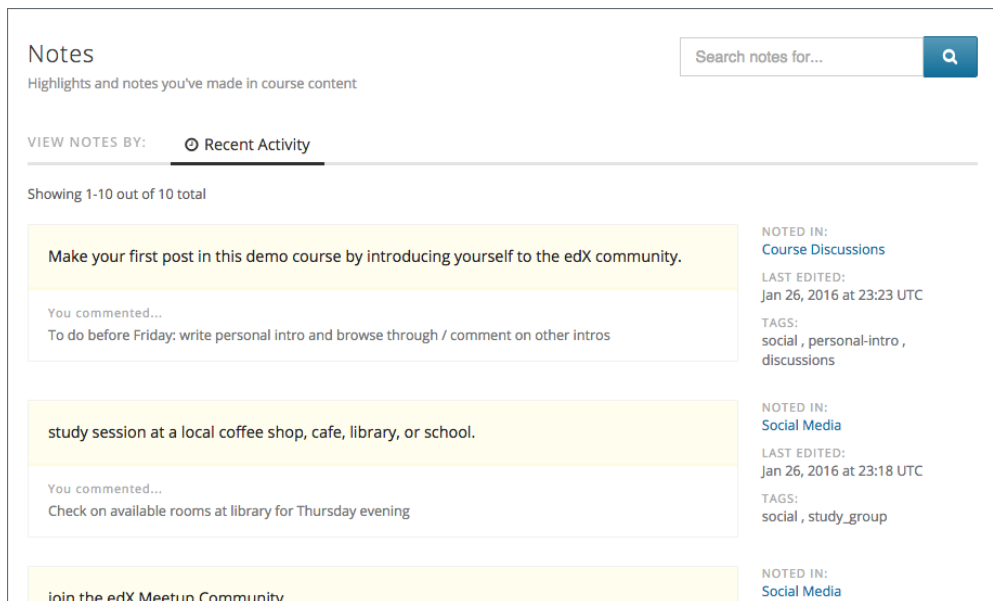 Notes
Search notes for...
Highlights and notes you've made in course content
VIEW NOTES BY:
Recent Activity
Showing 1-10 out of 10 total
Make your first post in this demo course by introducing yourself to the edX community.
You commented...
To do before Friday: write personal intro and browse through / comment on other intros
NOTED IN:
Course Discussions
LAST EDITED:
Jan 26, 2016 at 23:23 UTC
TAGS:
social , personal-intro ,
discussions
study session at a local coffee shop, cafe, library, or school.
You commented...
Check on available rooms at library for Thursday evening
NOTED IN:
Social Media
LAST EDITED:
Jan 26, 2016 at 23:18 UTC
TAGS:
social , study_group
join the edX Meetup Community
NOTED IN:
Social Media